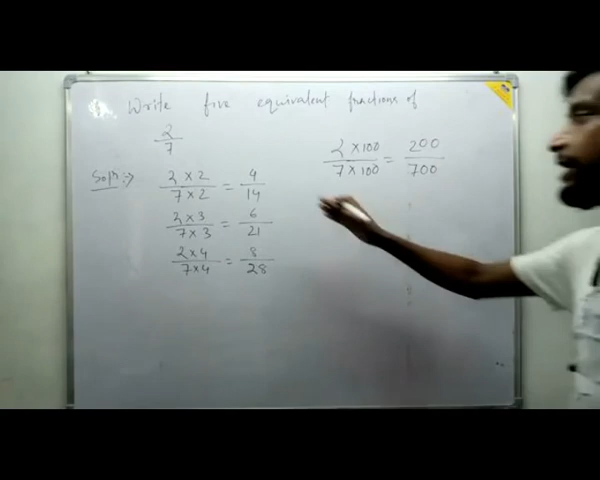 Write five equivalent fractions of
2/7
Soln :→
2 × 2 / 7 × 2 = 4/14
2 × 3 / 7 × 3 = 6/21
2 × 4 / 7 × 4 = 8/28
2 × 100 / 7 × 100 = 200/700